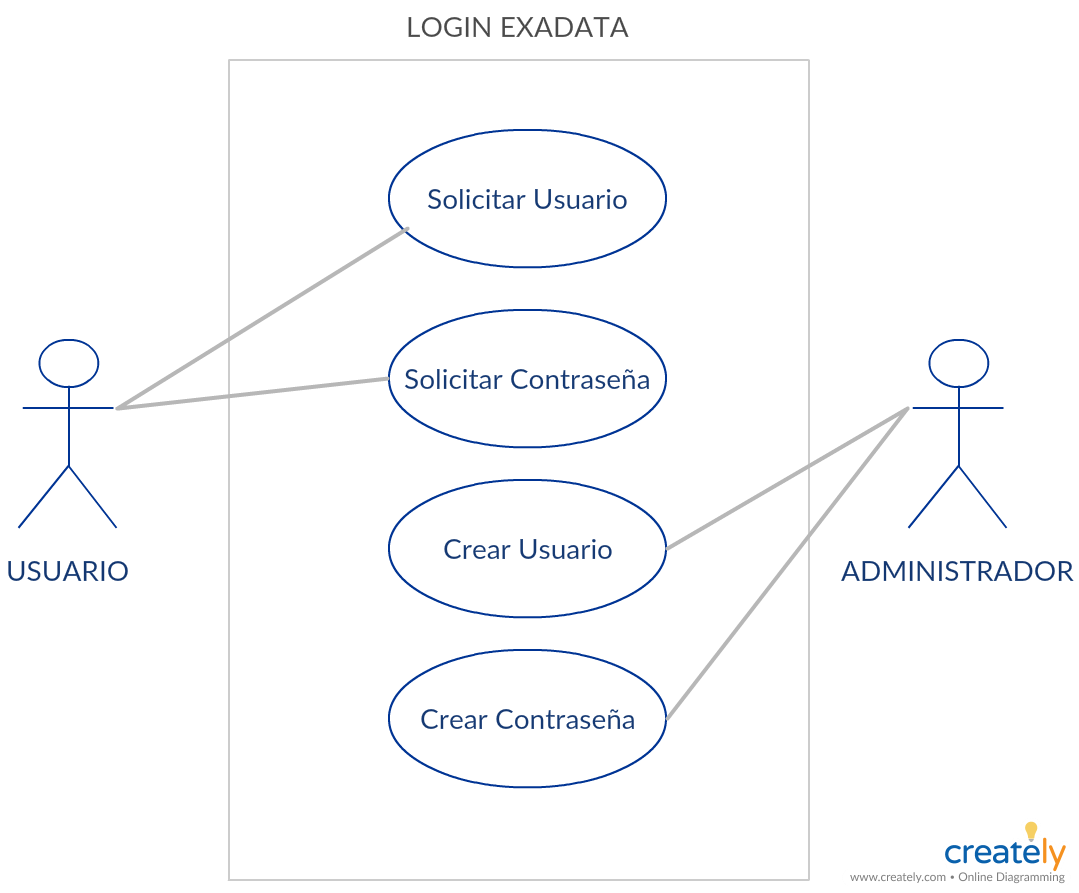 LOGIN EXADATA
Solicitar Usuario
Solicitar Contraseña
Crear Usuario
Crear Contraseña
USUARIO
ADMINISTRADOR
creately
www.creately.com • Online Diagramming